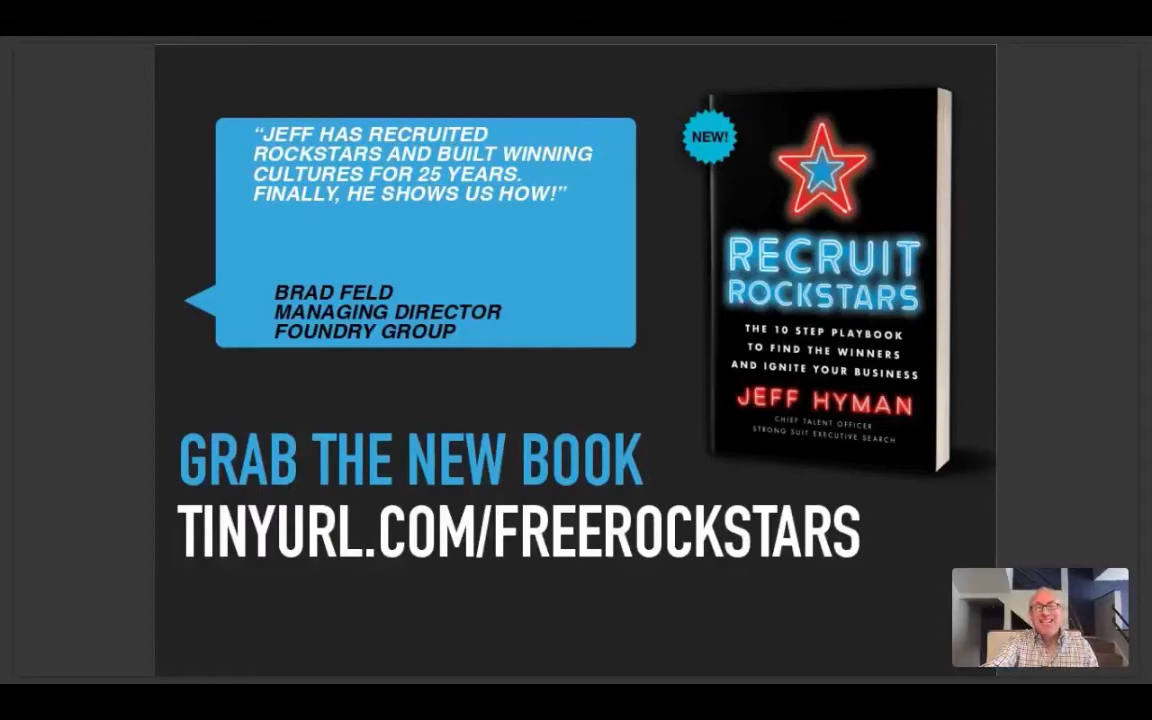 “JEFF HAS RECRUITED
ROCKSTARS AND BUILT WINNING
CULTURES FOR 25 YEARS.
FINALLY, HE SHOWS US HOW!”
BRAD FELD
MANAGING DIRECTOR
FOUNDRY GROUP
NEW!
RECRUIT
ROCKSTARS
THE 10 STEP PLAYBOOK
TO FIND THE WINNERS
AND IGNITE YOUR BUSINESS
JEFF HYMAN
CHIEF TALENT OFFICER
STRONG SUIT EXECUTIVE SEARCH
GRAB THE NEW BOOK
TINYURL.COM/FREEROCKSTARS